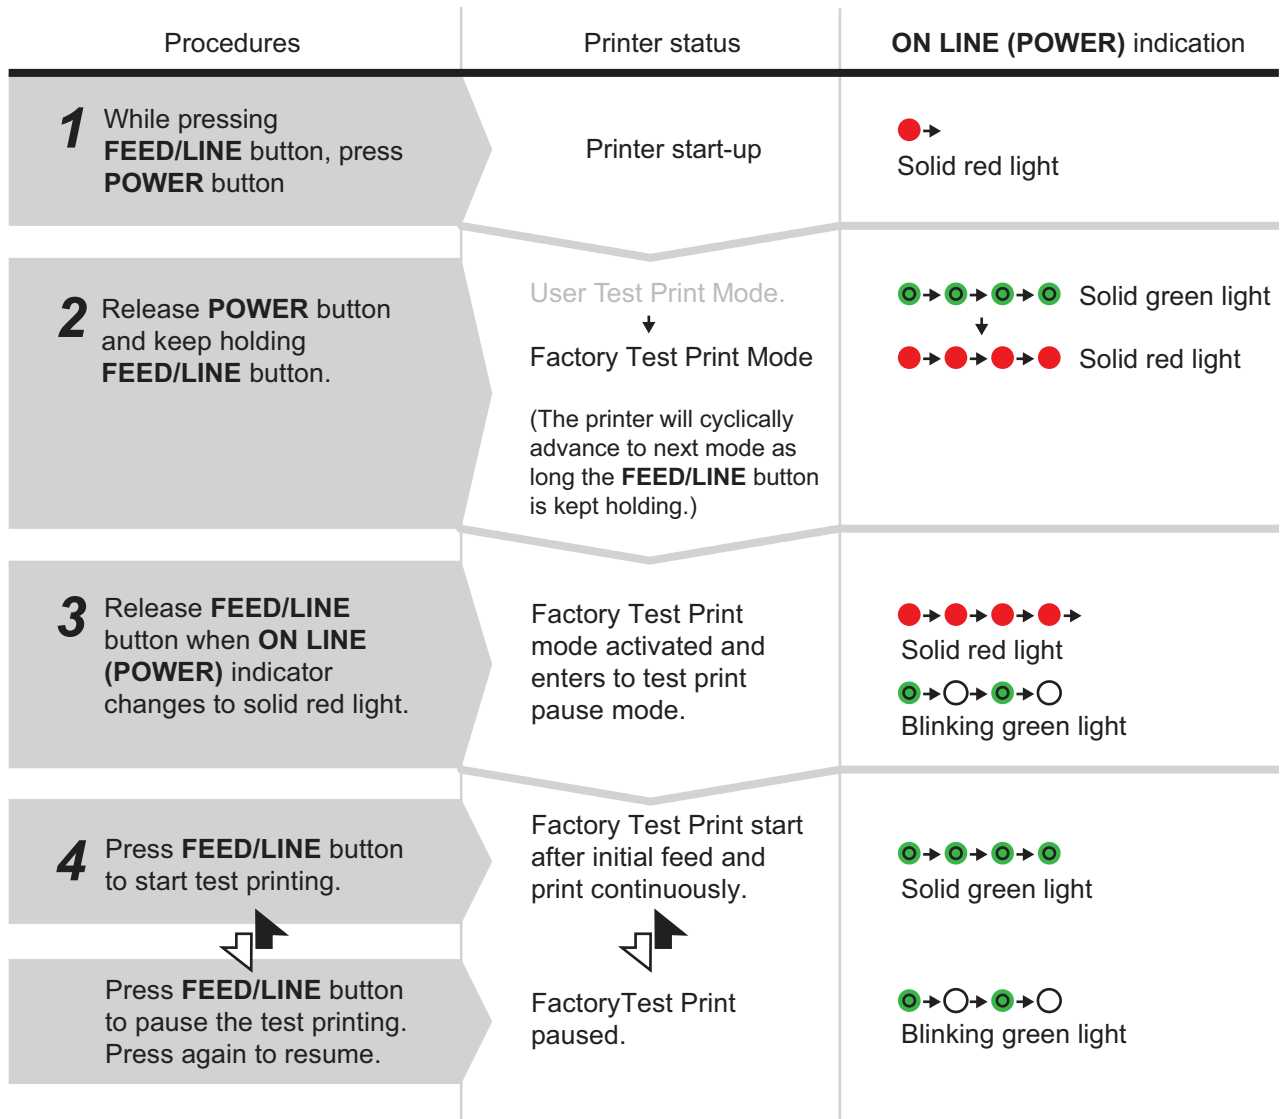 Procedures
Printer status
ON LINE (POWER) indication
1
While pressing
FEED/LINE button, press
POWER button
Printer start-up
Solid red light
2
Release POWER button
and keep holding
FEED/LINE button.
User Test Print Mode.
Factory Test Print Mode
(The printer will cyclically
advance to next mode as
long the FEED/LINE button
is kept holding.)
Solid green light
Solid red light
3
Release FEED/LINE
button when ON LINE
(POWER) indicator
changes to solid red light.
Factory Test Print
mode activated and
enters to test print
pause mode.
Solid red light
Blinking green light
4
Press FEED/LINE button
to start test printing.
Factory Test Print start
after initial feed and
print continuously.
Solid green light
Press FEED/LINE button
to pause the test printing.
Press again to resume.
FactoryTest Print
paused.
Blinking green light